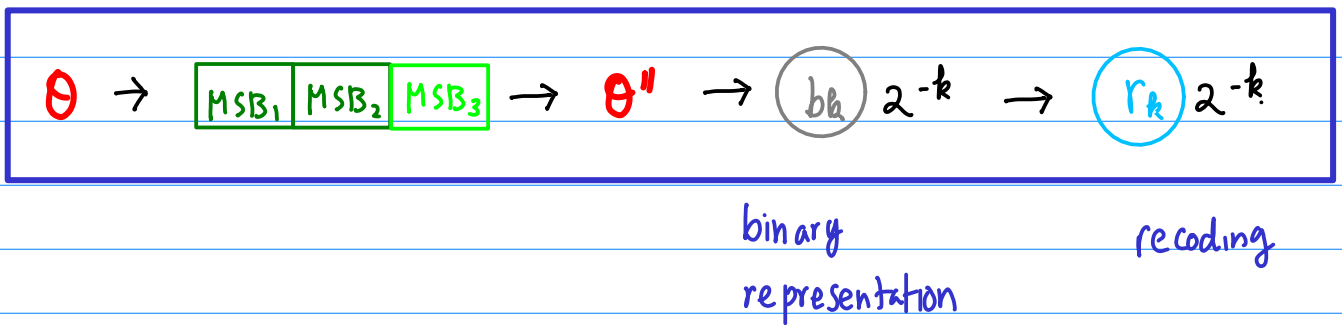 θ → MSB₁ MSB₂ MSB₃ → θ" → bₖ 2⁻ᵏ → rₖ 2⁻ᵏ
binary recoding
representation